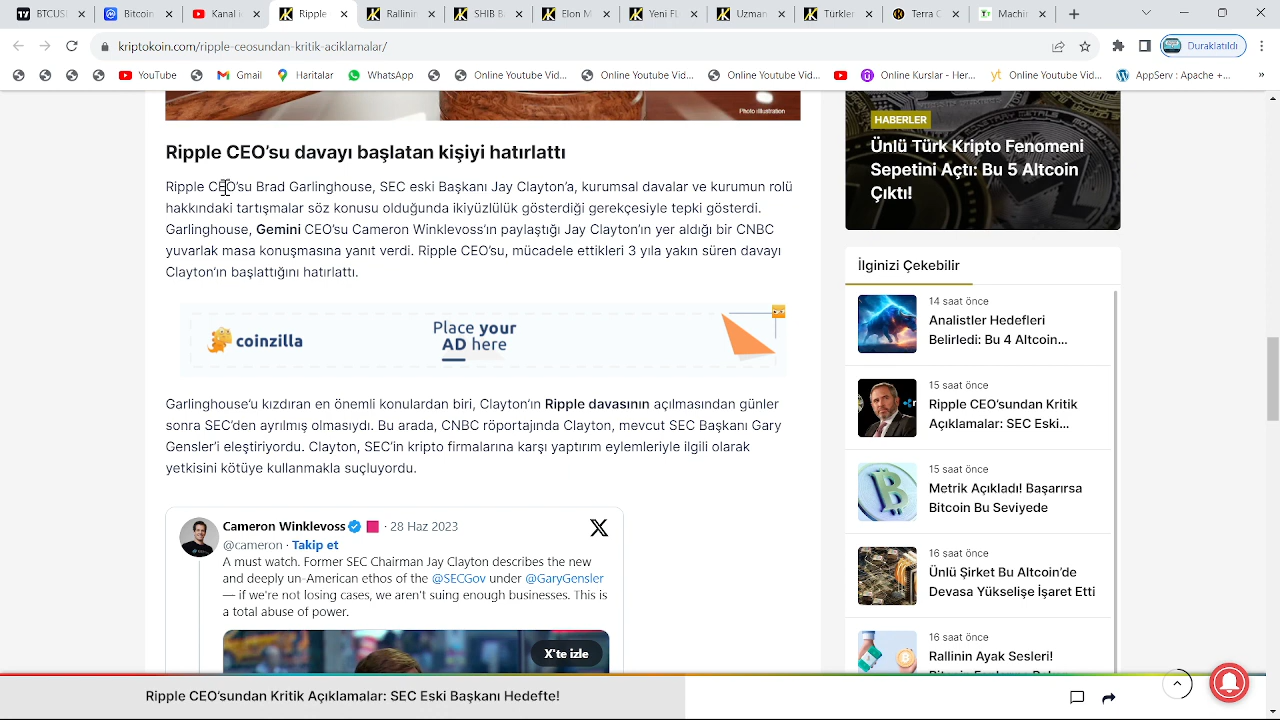 BTCUS
Bitcoin
Kanal i
Ripple
Rallinin
SHIB B
Elon M
Yeni FL
Uzman
Türkler
Terra C
Machin
kriptokoin.com/ripple-ceosundan-kritik-aciklamalar/
Duraklatıldı
YouTube
Gmail
Haritalar
WhatsApp
Online Youtube Vid...
Online Youtube Vid...
Online Youtube Vid...
Online Kurslar - Her...
yt Online Youtube Vid...
AppServ : Apache +...
»
Photo Illustration
Ripple CEO’su davayı başlatan kişiyi hatırlattı
Ripple CEO’su Brad Garlinghouse, SEC eski Başkanı Jay Clayton’a, kurumsal davalar ve kurumun rolü
hakkındaki tartışmalar söz konusu olduğunda ikiyüzlülük gösterdiği gerekçesiyle tepki gösterdi.
Garlinghouse, Gemini CEO’su Cameron Winklevoss’ın paylaştığı Jay Clayton’ın yer aldığı bir CNBC
yuvarlak masa konuşmasına yanıt verdi. Ripple CEO’su, mücadele ettikleri 3 yıla yakın süren davayı
Clayton’ın başlattığını hatırlattı.
coinzilla
Place your
AD here
Garlinghouse’u kızdıran en önemli konulardan biri, Clayton’ın Ripple davasının açılmasından günler
sonra SEC’den ayrılmış olmasıydı. Bu arada, CNBC röportajında Clayton, mevcut SEC Başkanı Gary
Gensler’i eleştiriyordu. Clayton, SEC’in kripto firmalarına karşı yaptırım eylemleriyle ilgili olarak
yetkisini kötüye kullanmakla suçluyordu.
Cameron Winklevoss · 28 Haz 2023
@cameron · Takip et
A must watch. Former SEC Chairman Jay Clayton describes the new
and deeply un-American ethos of the @SECGov under @GaryGensler
— if we're not losing cases, we aren't suing enough businesses. This is
a total abuse of power.
X'te izle
HABERLER
Ünlü Türk Kripto Fenomeni
Sepetini Açtı: Bu 5 Altcoin
Çıktı!
İlginizi Çekebilir
14 saat önce
Analistler Hedefleri
Belirledi: Bu 4 Altcoin...
15 saat önce
Ripple CEO’sundan Kritik
Açıklamalar: SEC Eski...
15 saat önce
Metrik Açıkladı! Başarırsa
Bitcoin Bu Seviyede
16 saat önce
Ünlü Şirket Bu Altcoin’de
Devasa Yükselişe İşaret Etti
16 saat önce
Rallinin Ayak Sesleri!
Ripple CEO’sundan Kritik Açıklamalar: SEC Eski Başkanı Hedefte!